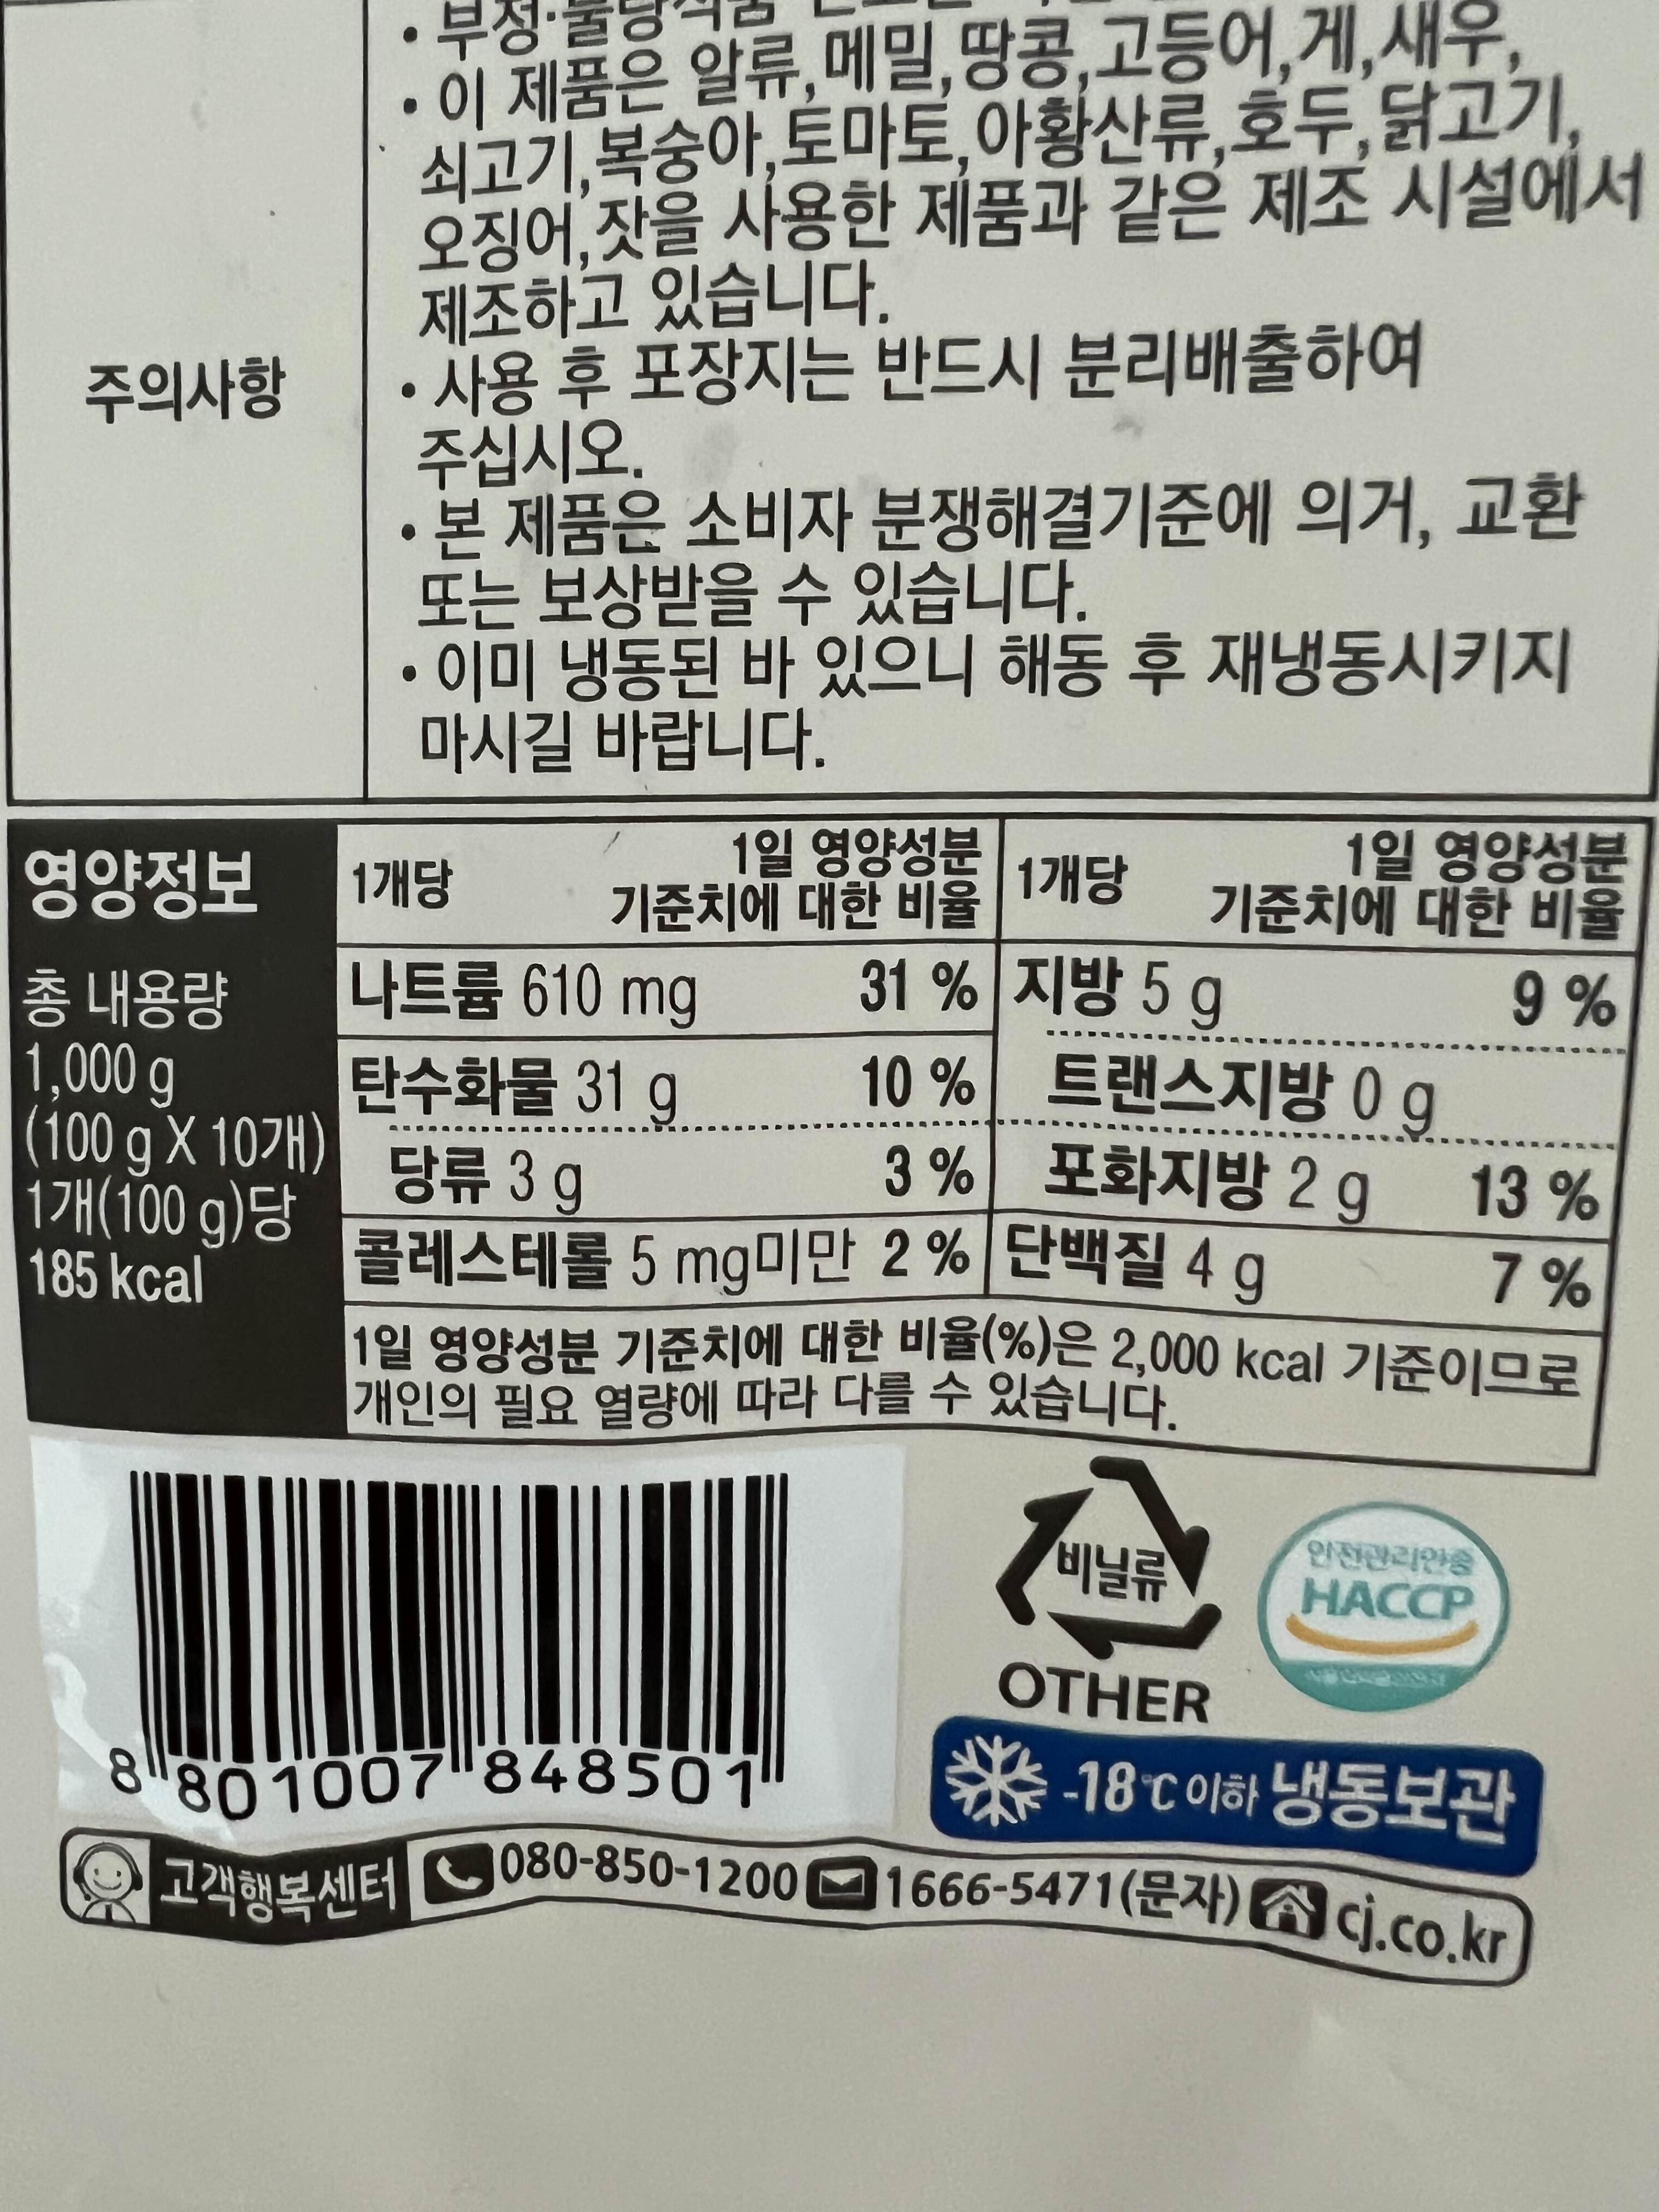 • 부정·불량식품
• 이 제품은 알류,메밀,땅콩,고등어,게,새우,
쇠고기,복숭아,토마토,아황산류,호두,닭고기,
오징어,잣을 사용한 제품과 같은 제조 시설에서
제조하고 있습니다.
주의사항
• 사용 후 포장지는 반드시 분리배출하여
주십시오.
• 본 제품은 소비자 분쟁해결기준에 의거, 교환
또는 보상받을 수 있습니다.
• 이미 냉동된 바 있으니 해동 후 재냉동시키지
마시길 바랍니다.
영양정보
총 내용량
1,000 g
(100 g X 10개)
1개(100 g)당
185 kcal
1개당 1일 영양성분
기준치에 대한 비율
1개당 1일 영양성분
기준치에 대한 비율
나트륨 610 mg 31 % 지방 5 g 9 %
탄수화물 31 g 10 % 트랜스지방 0 g
당류 3 g 3 % 포화지방 2 g 13 %
콜레스테롤 5 mg미만 2 % 단백질 4 g 7 %
1일 영양성분 기준치에 대한 비율(%)은 2,000 kcal 기준이므로
개인의 필요 열량에 따라 다를 수 있습니다.
비닐류
OTHER
안전관리인증
HACCP
8 801007 848501
-18℃ 이하 냉동보관
고객행복센터 080-850-1200 1666-5471(문자) cj.co.kr